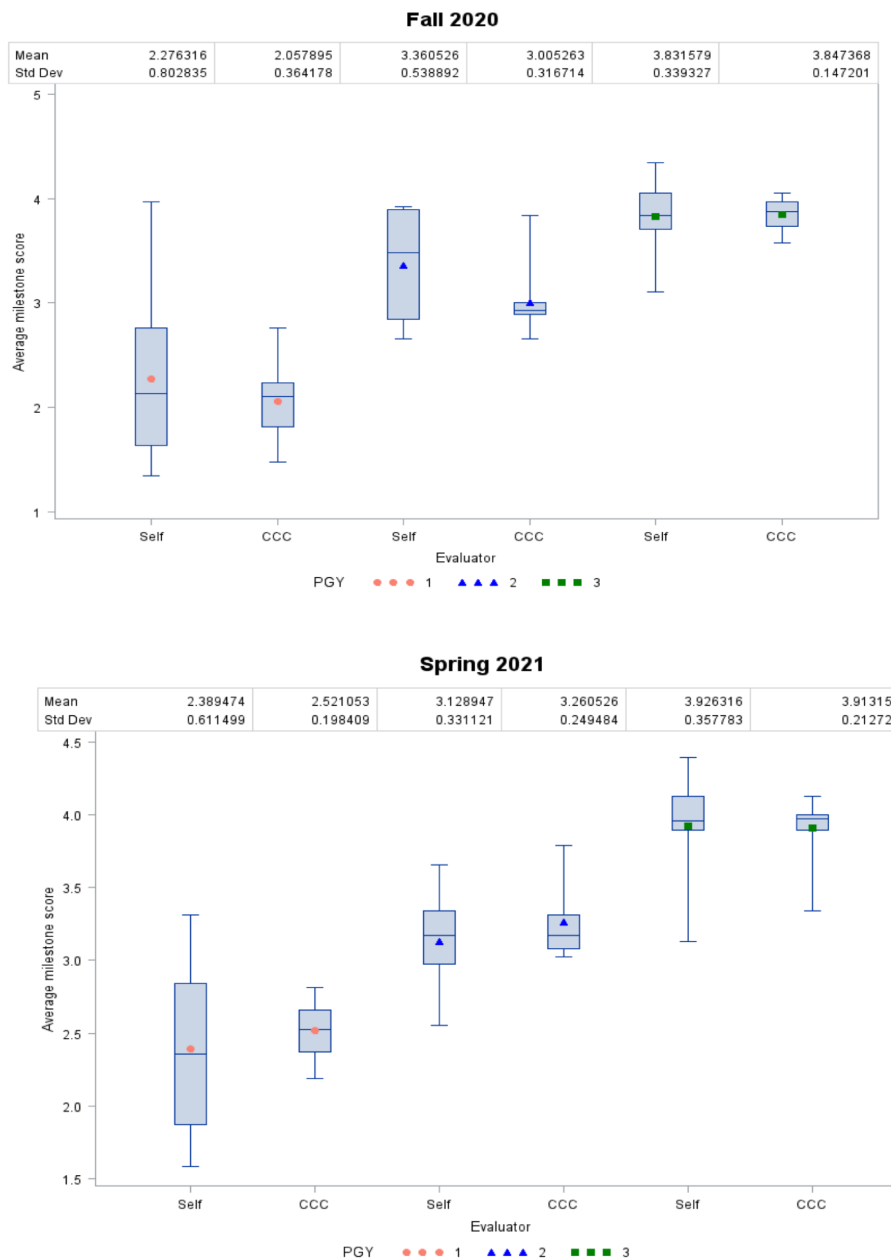 Fall 2020
Mean 2.276316 2.057895 3.360526 3.005263 3.831579 3.847368
Std Dev 0.802835 0.364178 0.538892 0.316714 0.339327 0.147201
5
4
3
2
1
Average milestone score
Self CCC Self CCC Self CCC
Evaluator
PGY 1 2 3
Spring 2021
Mean 2.389474 2.521053 3.128947 3.260526 3.926316 3.91315
Std Dev 0.611499 0.198409 0.331121 0.249484 0.357783 0.21272
4.5
4.0
3.5
3.0
2.5
2.0
1.5
Average milestone score
Self CCC Self CCC Self CCC
Evaluator
PGY 1 2 3